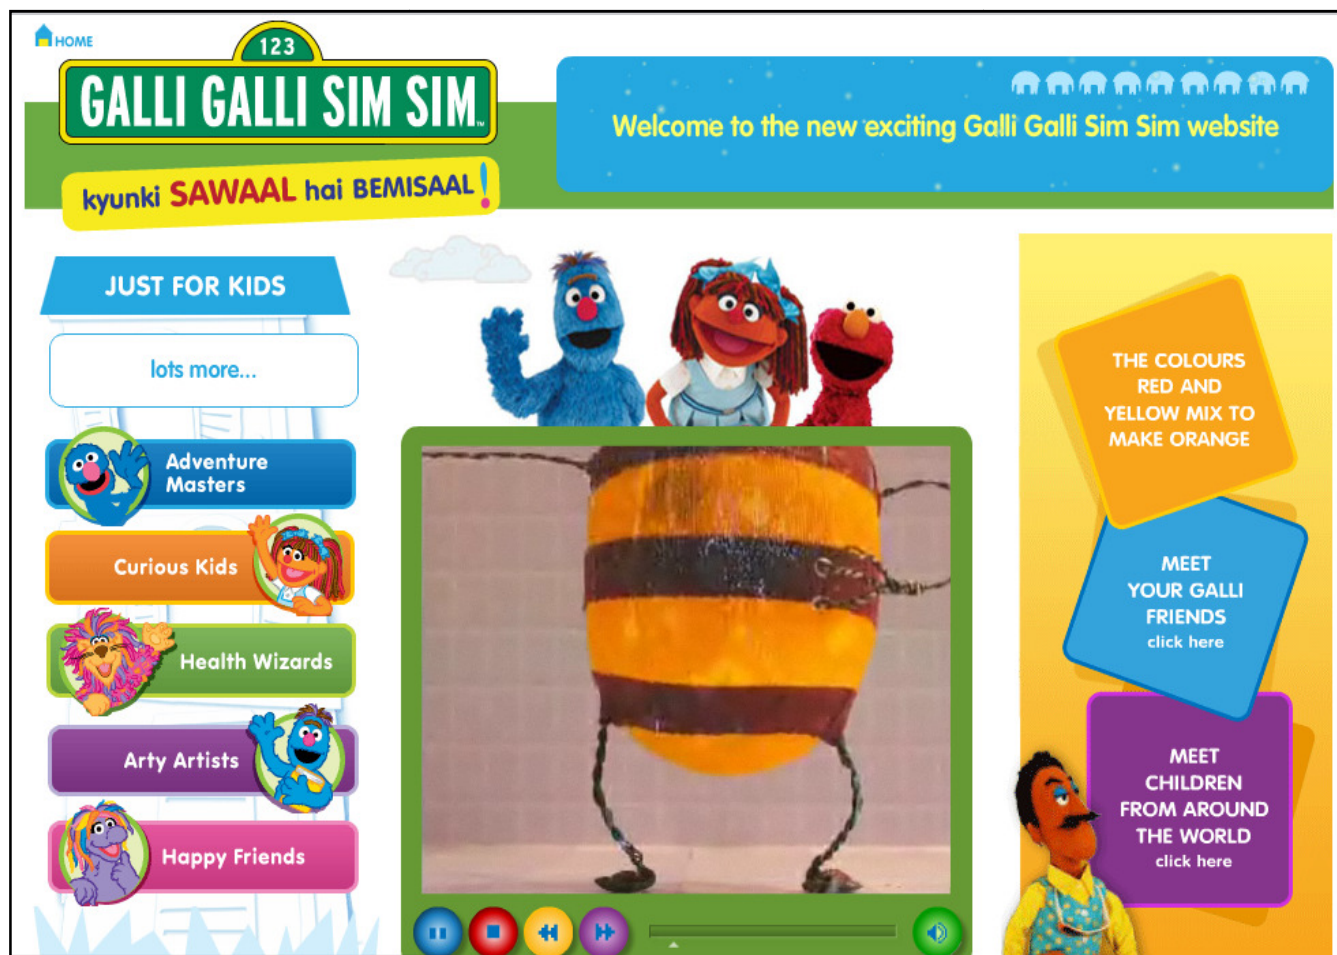 HOME
123
GALLI GALLI SIM SIM™
kyunki SAWAAL hai BEMISAAL!
Welcome to the new exciting Galli Galli Sim Sim website
JUST FOR KIDS
lots more...
Adventure
Masters
Curious Kids
Health Wizards
Arty Artists
Happy Friends
THE COLOURS
RED AND
YELLOW MIX TO
MAKE ORANGE
MEET
YOUR GALLI
FRIENDS
click here
MEET
CHILDREN
FROM AROUND
THE WORLD
click here